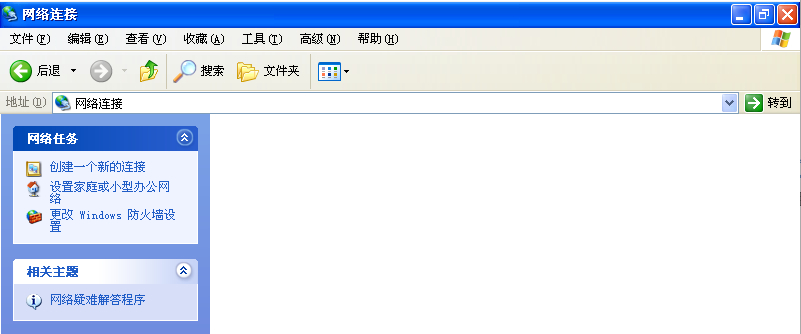 网络连接
文件(F) 编辑(E) 查看(V) 收藏(A) 工具(T) 高级(N) 帮助(H)
后退 搜索 文件夹
地址(D) 网络连接 转到
网络任务
创建一个新的连接
设置家庭或小型办公网
络
更改 Windows 防火墙设
置
相关主题
网络疑难解答程序